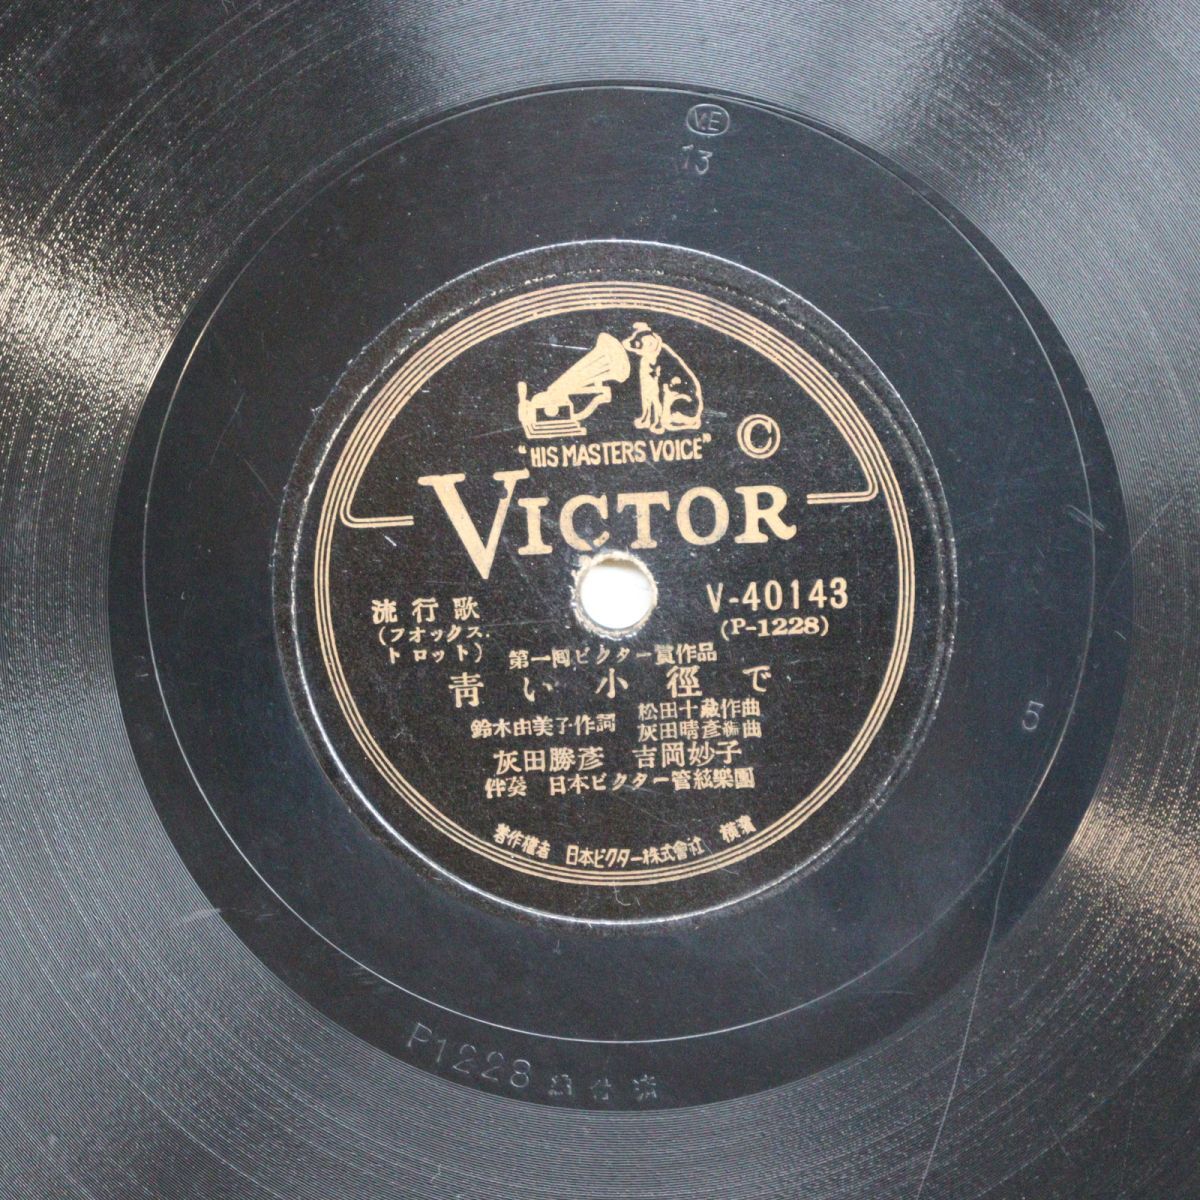 VE
13
"HIS MASTERS VOICE"
©
VICTOR
流行歌
(フオックス・
トロット)
V-40143
(P-1228)
第一回ビクター賞作品
青い小徑で
鈴木由美子作詞
松田十藏作曲
灰田晴彥編曲
灰田勝彥 吉岡妙子
伴奏 日本ビクター管絃樂團
著作權者 日本ビクター株式會社 橫濱
5
P1228